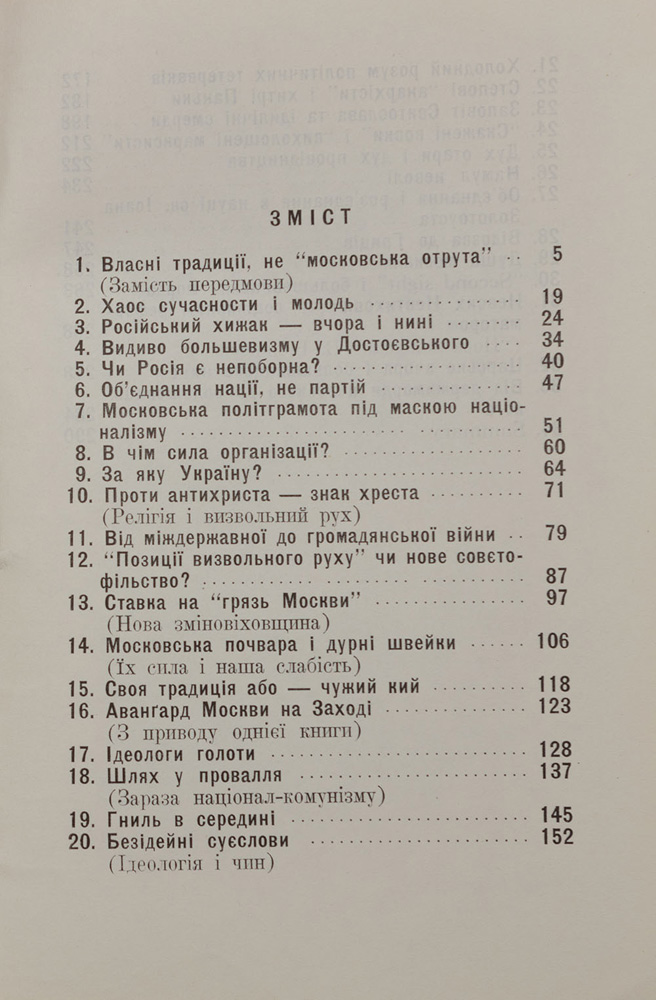 ЗМІСТ
1. Власні традиції, не “московська отрута” ·· 5
(Замість передмови)
2. Хаос сучасности і молодь ················ 19
3. Російський хижак — вчора і нині ········ 24
4. Видиво большевизму у Достоєвського ···· 34
5. Чи Росія є непоборна? ···················· 40
6. Об’єднання нації, не партій ·············· 47
7. Московська політграмота під маскою націо-
налізму ································ 51
8. В чім сила організації? ·················· 60
9. За яку Україну? ·························· 64
10. Проти антихриста — знак хреста ·········· 71
(Релігія і визвольний рух)
11. Від міждержавної до громадянської війни ·· 79
12. “Позиції визвольного руху” чи нове совєто-
фільство? ······························ 87
13. Ставка на “грязь Москви” ················ 97
(Нова зміновіховщина)
14. Московська почвара і дурні швейки ······ 106
(Їх сила і наша слабість)
15. Своя традиція або — чужий кий ·········· 118
16. Аванґард Москви на Заході ·············· 123
(З приводу однієї книги)
17. Ідеологи голоти ·························· 128
18. Шлях у провалля ························ 137
(Зараза націонал-комунізму)
19. Гниль в середині ························ 145
20. Безідейні суєслови ······················ 152
(Ідеологія і чин)